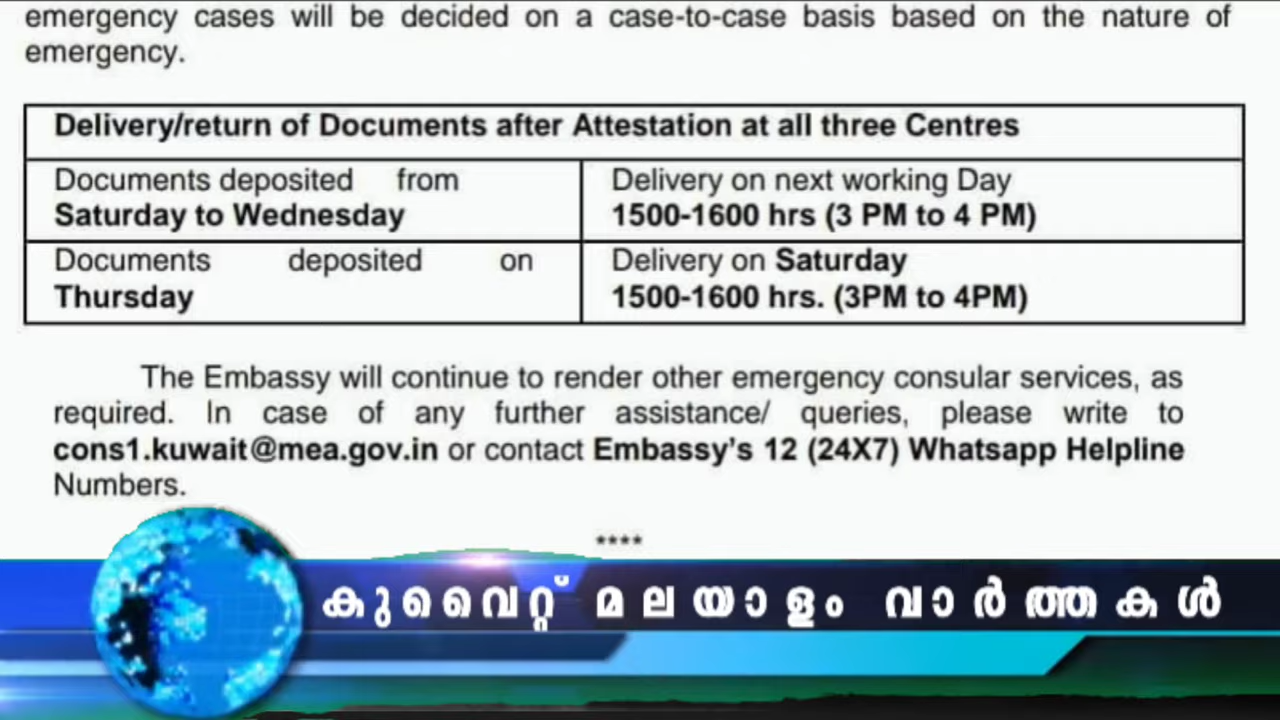 emergency cases will be decided on a case-to-case basis based on the nature of
emergency.
Delivery/return of Documents after Attestation at all three Centres
Documents deposited from
Saturday to Wednesday
Delivery on next working Day
1500-1600 hrs (3 PM to 4 PM)
Documents deposited on
Thursday
Delivery on Saturday
1500-1600 hrs. (3PM to 4PM)
The Embassy will continue to render other emergency consular services, as
required. In case of any further assistance/ queries, please write to
cons1.kuwait@mea.gov.in or contact Embassy's 12 (24X7) Whatsapp Helpline
Numbers.
****
കുവൈറ്റ് മലയാളം വാർത്തകൾ